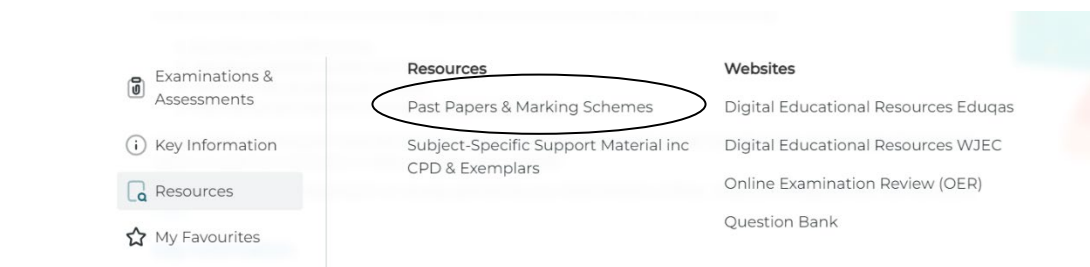 Examinations &
Assessments
Key Information
Resources
My Favourites
Resources
Past Papers & Marking Schemes
Subject-Specific Support Material inc
CPD & Exemplars
Websites
Digital Educational Resources Eduqas
Digital Educational Resources WJEC
Online Examination Review (OER)
Question Bank